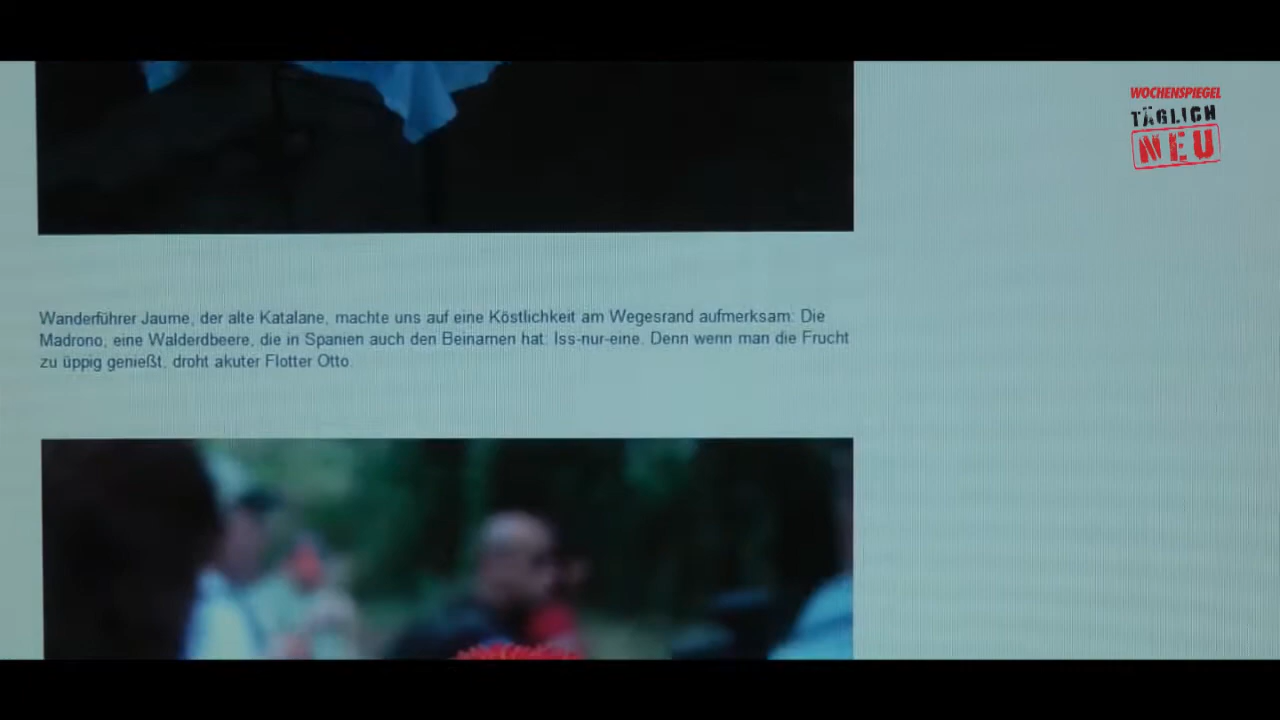 WOCHENSPIEGEL
TÄGLICH
NEU
Wanderführer Jaume, der alte Katalane, machte uns auf eine Köstlichkeit am Wegesrand aufmerksam: Die
Madrono, eine Walderdbeere, die in Spanien auch den Beinamen hat: Iss-nur-eine. Denn wenn man die Frucht
zu üppig genießt, droht akuter Flotter Otto.